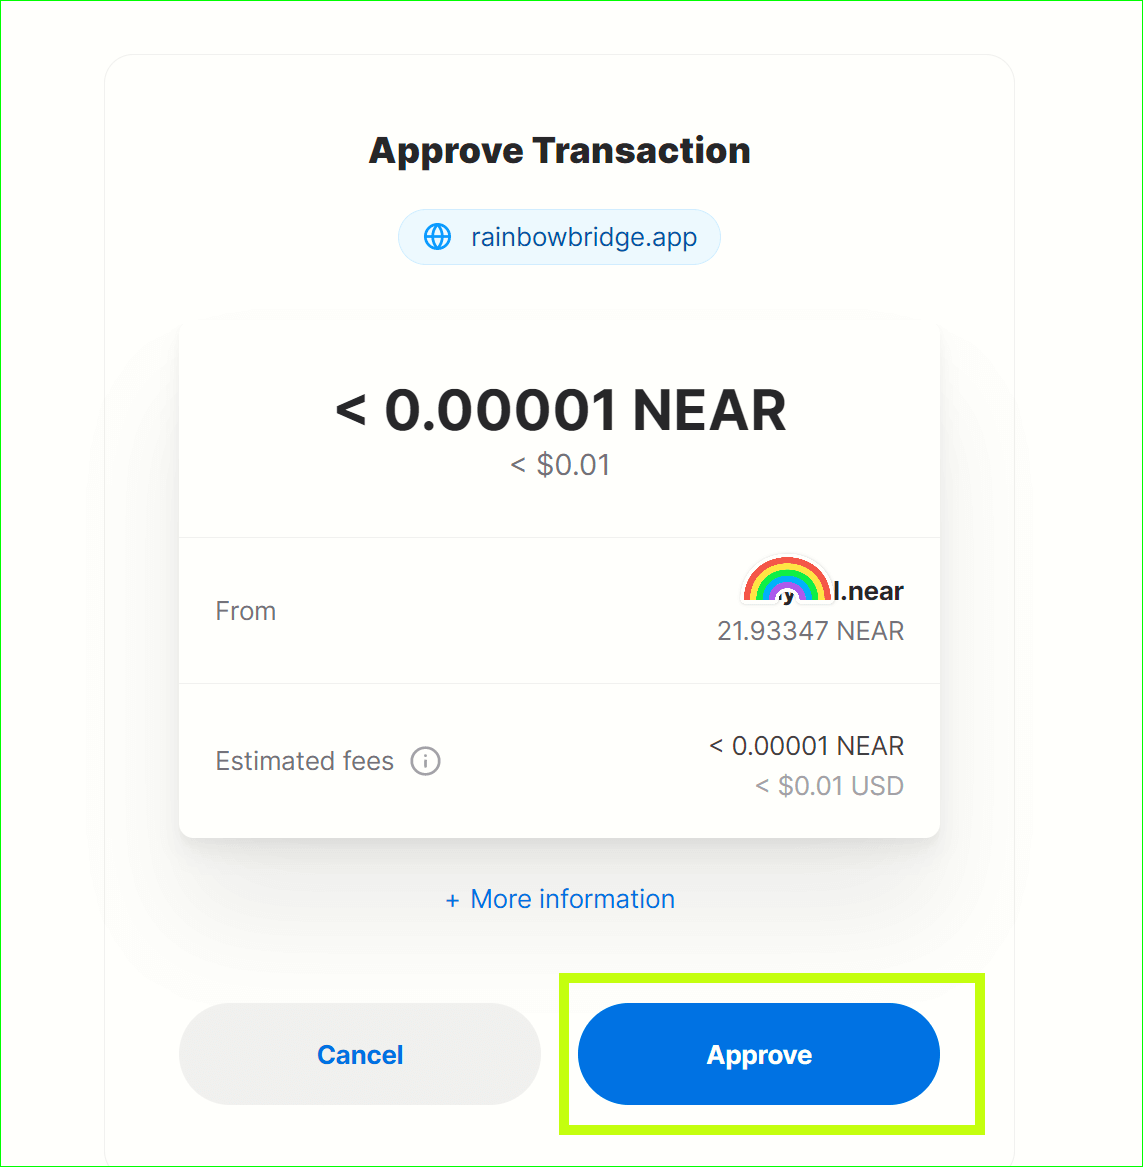 Approve Transaction
rainbowbridge.app
< 0.00001 NEAR
< $0.01
From
l.near
21.93347 NEAR
Estimated fees
< 0.00001 NEAR
< $0.01 USD
+ More information
Cancel
Approve